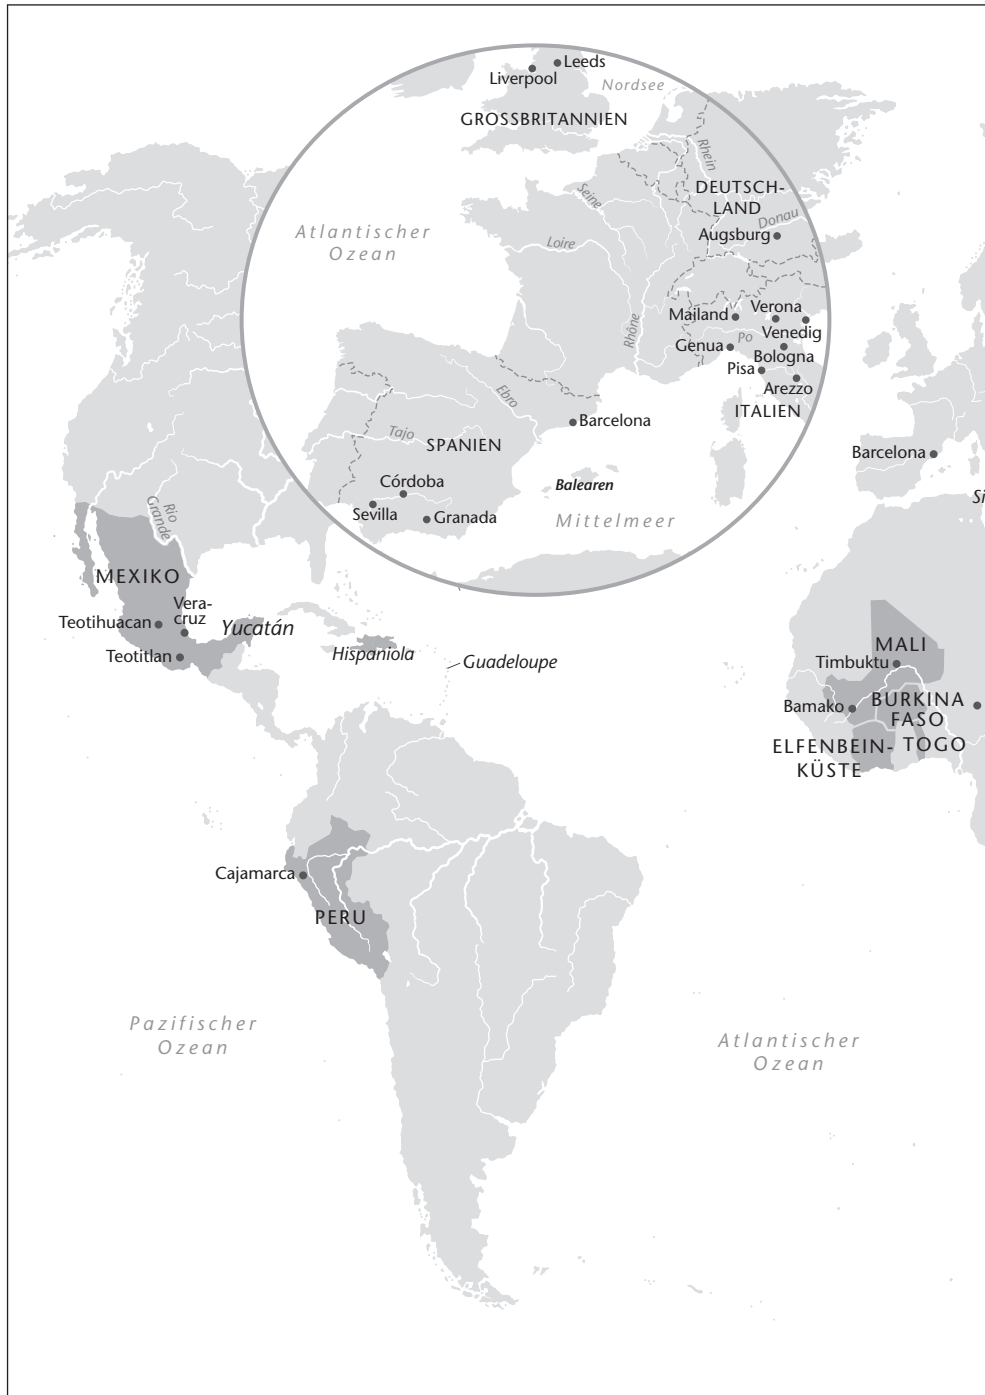 Leeds
Liverpool
Nordsee
GROSSBRITANNIEN
Rhein
DEUTSCH-
LAND
Seine
Donau
Augsburg
Atlantischer
Ozean
Loire
Mailand
Verona
Venedig
Rhône
Po
Genua
Bologna
Pisa
Arezzo
ITALIEN
Ebro
Barcelona
Tajo
SPANIEN
Córdoba
Balearen
Sevilla
Granada
Mittelmeer
Barcelona
Si
Rio
Grande
MEXIKO
Vera-
cruz
Teotihuacan
Yucatán
Teotitlan
Hispaniola
Guadeloupe
MALI
Timbuktu
Bamako
BURKINA
FASO
ELFENBEIN-
KÜSTE
TOGO
Cajamarca
PERU
Pazifischer
Ozean
Atlantischer
Ozean